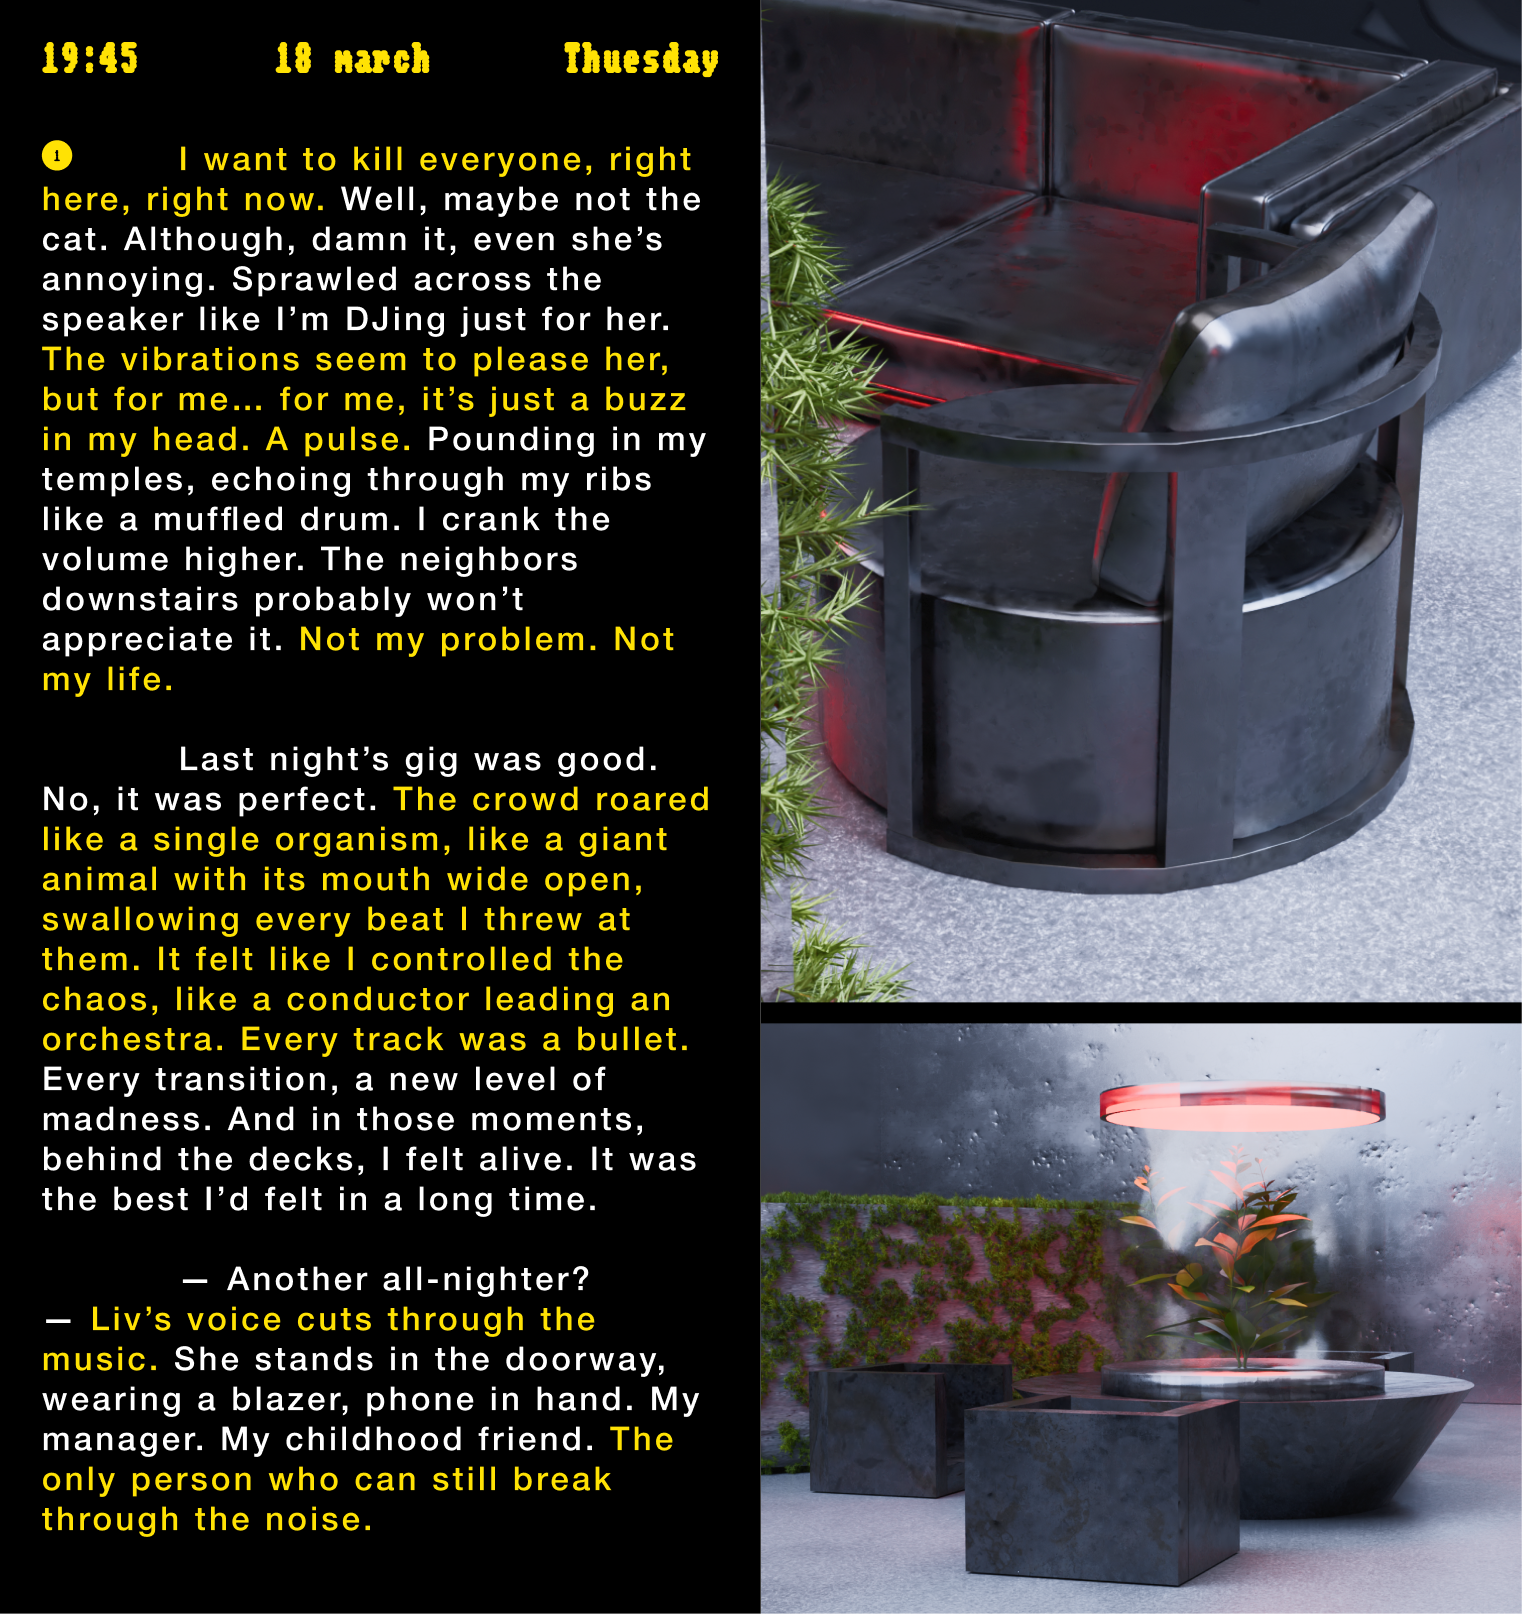 19:45 18 march Thuesday
1 I want to kill everyone, right
here, right now. Well, maybe not the
cat. Although, damn it, even she’s
annoying. Sprawled across the
speaker like I’m DJing just for her.
The vibrations seem to please her,
but for me... for me, it’s just a buzz
in my head. A pulse. Pounding in my
temples, echoing through my ribs
like a muffled drum. I crank the
volume higher. The neighbors
downstairs probably won’t
appreciate it. Not my problem. Not
my life.
Last night’s gig was good.
No, it was perfect. The crowd roared
like a single organism, like a giant
animal with its mouth wide open,
swallowing every beat I threw at
them. It felt like I controlled the
chaos, like a conductor leading an
orchestra. Every track was a bullet.
Every transition, a new level of
madness. And in those moments,
behind the decks, I felt alive. It was
the best I’d felt in a long time.
— Another all-nighter?
— Liv’s voice cuts through the
music. She stands in the doorway,
wearing a blazer, phone in hand. My
manager. My childhood friend. The
only person who can still break
through the noise.